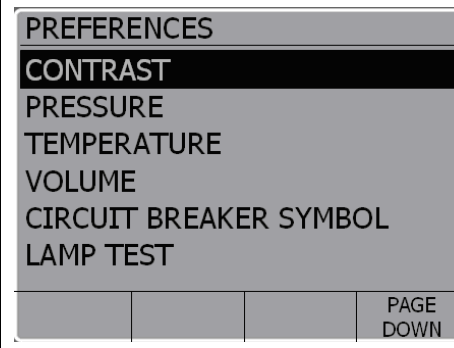 PREFERENCES
CONTRAST
PRESSURE
TEMPERATURE
VOLUME
CIRCUIT BREAKER SYMBOL
LAMP TEST
PAGE
DOWN